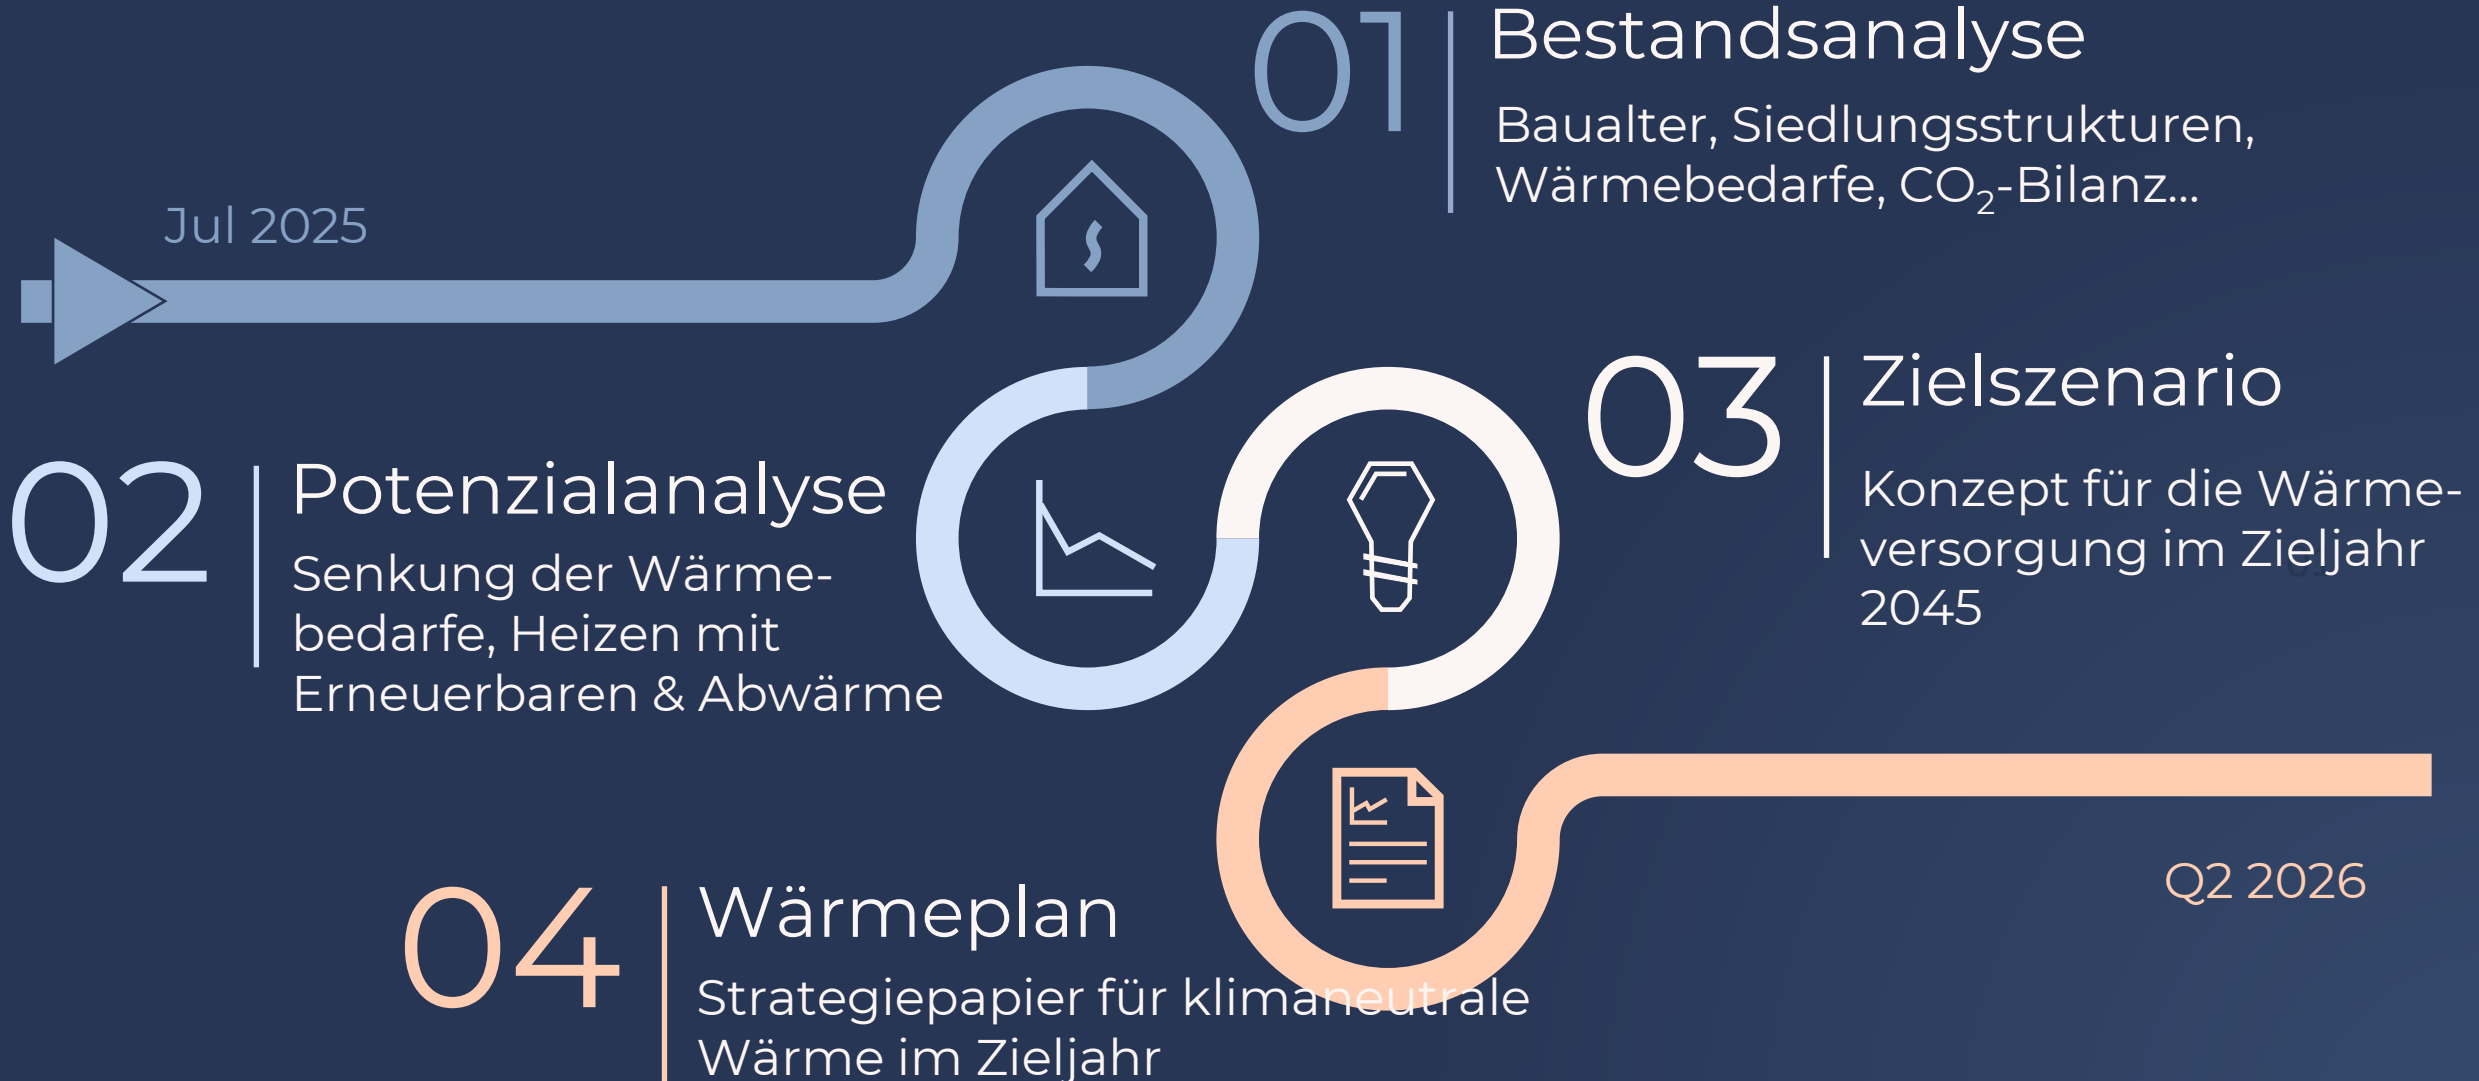 01
Bestandsanalyse
Baualter, Siedlungsstrukturen,
Wärmebedarfe, CO₂-Bilanz...
Jul 2025
02
Potenzialanalyse
Senkung der Wärme-
bedarfe, Heizen mit
Erneuerbaren & Abwärme
03
Zielszenario
Konzept für die Wärme-
versorgung im Zieljahr
2045
04
Wärmeplan
Strategiepapier für klimaneutrale
Wärme im Zieljahr
Q2 2026